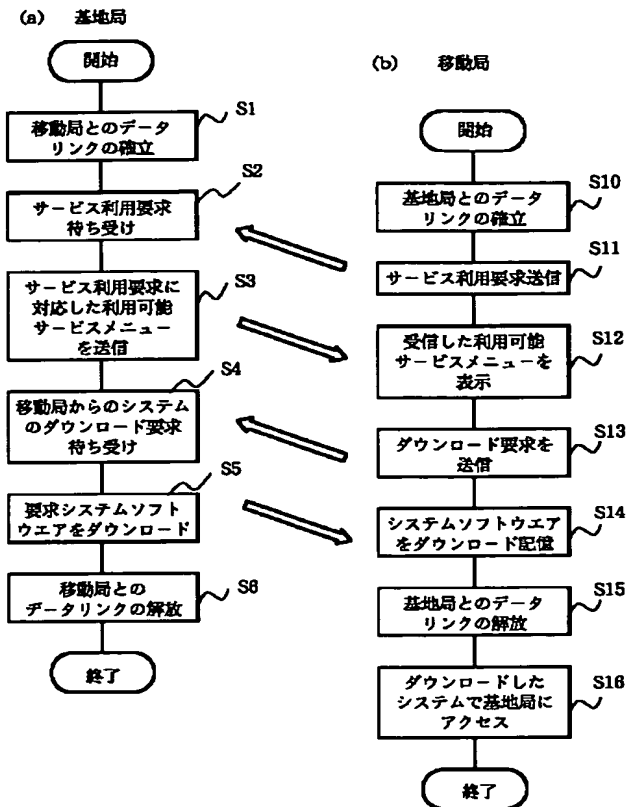 (a) 基地局
開始
S1
移動局とのデータ
リンクの確立
S2
サービス利用要求
待ち受け
S3
サービス利用要求に
対応した利用可能
サービスメニュー
を送信
S4
移動局からのシステム
のダウンロード要求
待ち受け
S5
要求システムソフト
ウエアをダウンロード
S6
移動局との
データリンクの解放
終了
(b) 移動局
開始
S10
基地局とのデータ
リンクの確立
S11
サービス利用要求送信
S12
受信した利用可能
サービスメニューを
表示
S13
ダウンロード要求を
送信
S14
システムソフトウエア
をダウンロード記憶
S15
基地局とのデータ
リンクの解放
S16
ダウンロードした
システムで基地局に
アクセス
終了